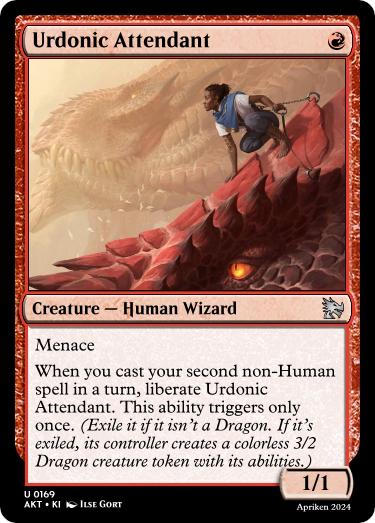 Urdonic Attendant
Creature — Human Wizard
Menace
When you cast your second non-Human
spell in a turn, liberate Urdonic
Attendant. This ability triggers only
once. (Exile it if it isn't a Dragon. If it's
exiled, its controller creates a colorless 3/2
Dragon creature token with its abilities.)
1/1
U 0169
AKT • KI Ilse Gort
Apriken 2024